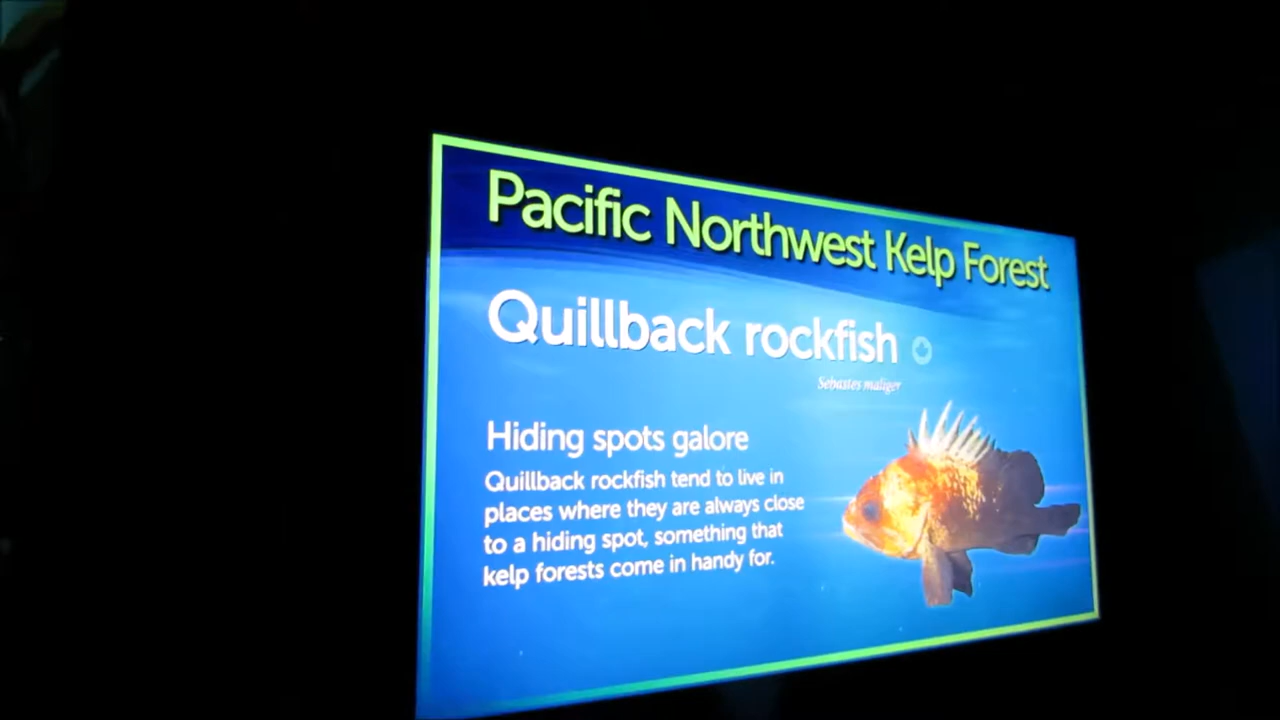 Pacific Northwest Kelp Forest
Quillback rockfish
Sebastes maliger
Hiding spots galore
Quillback rockfish tend to live in
places where they are always close
to a hiding spot, something that
kelp forests come in handy for.